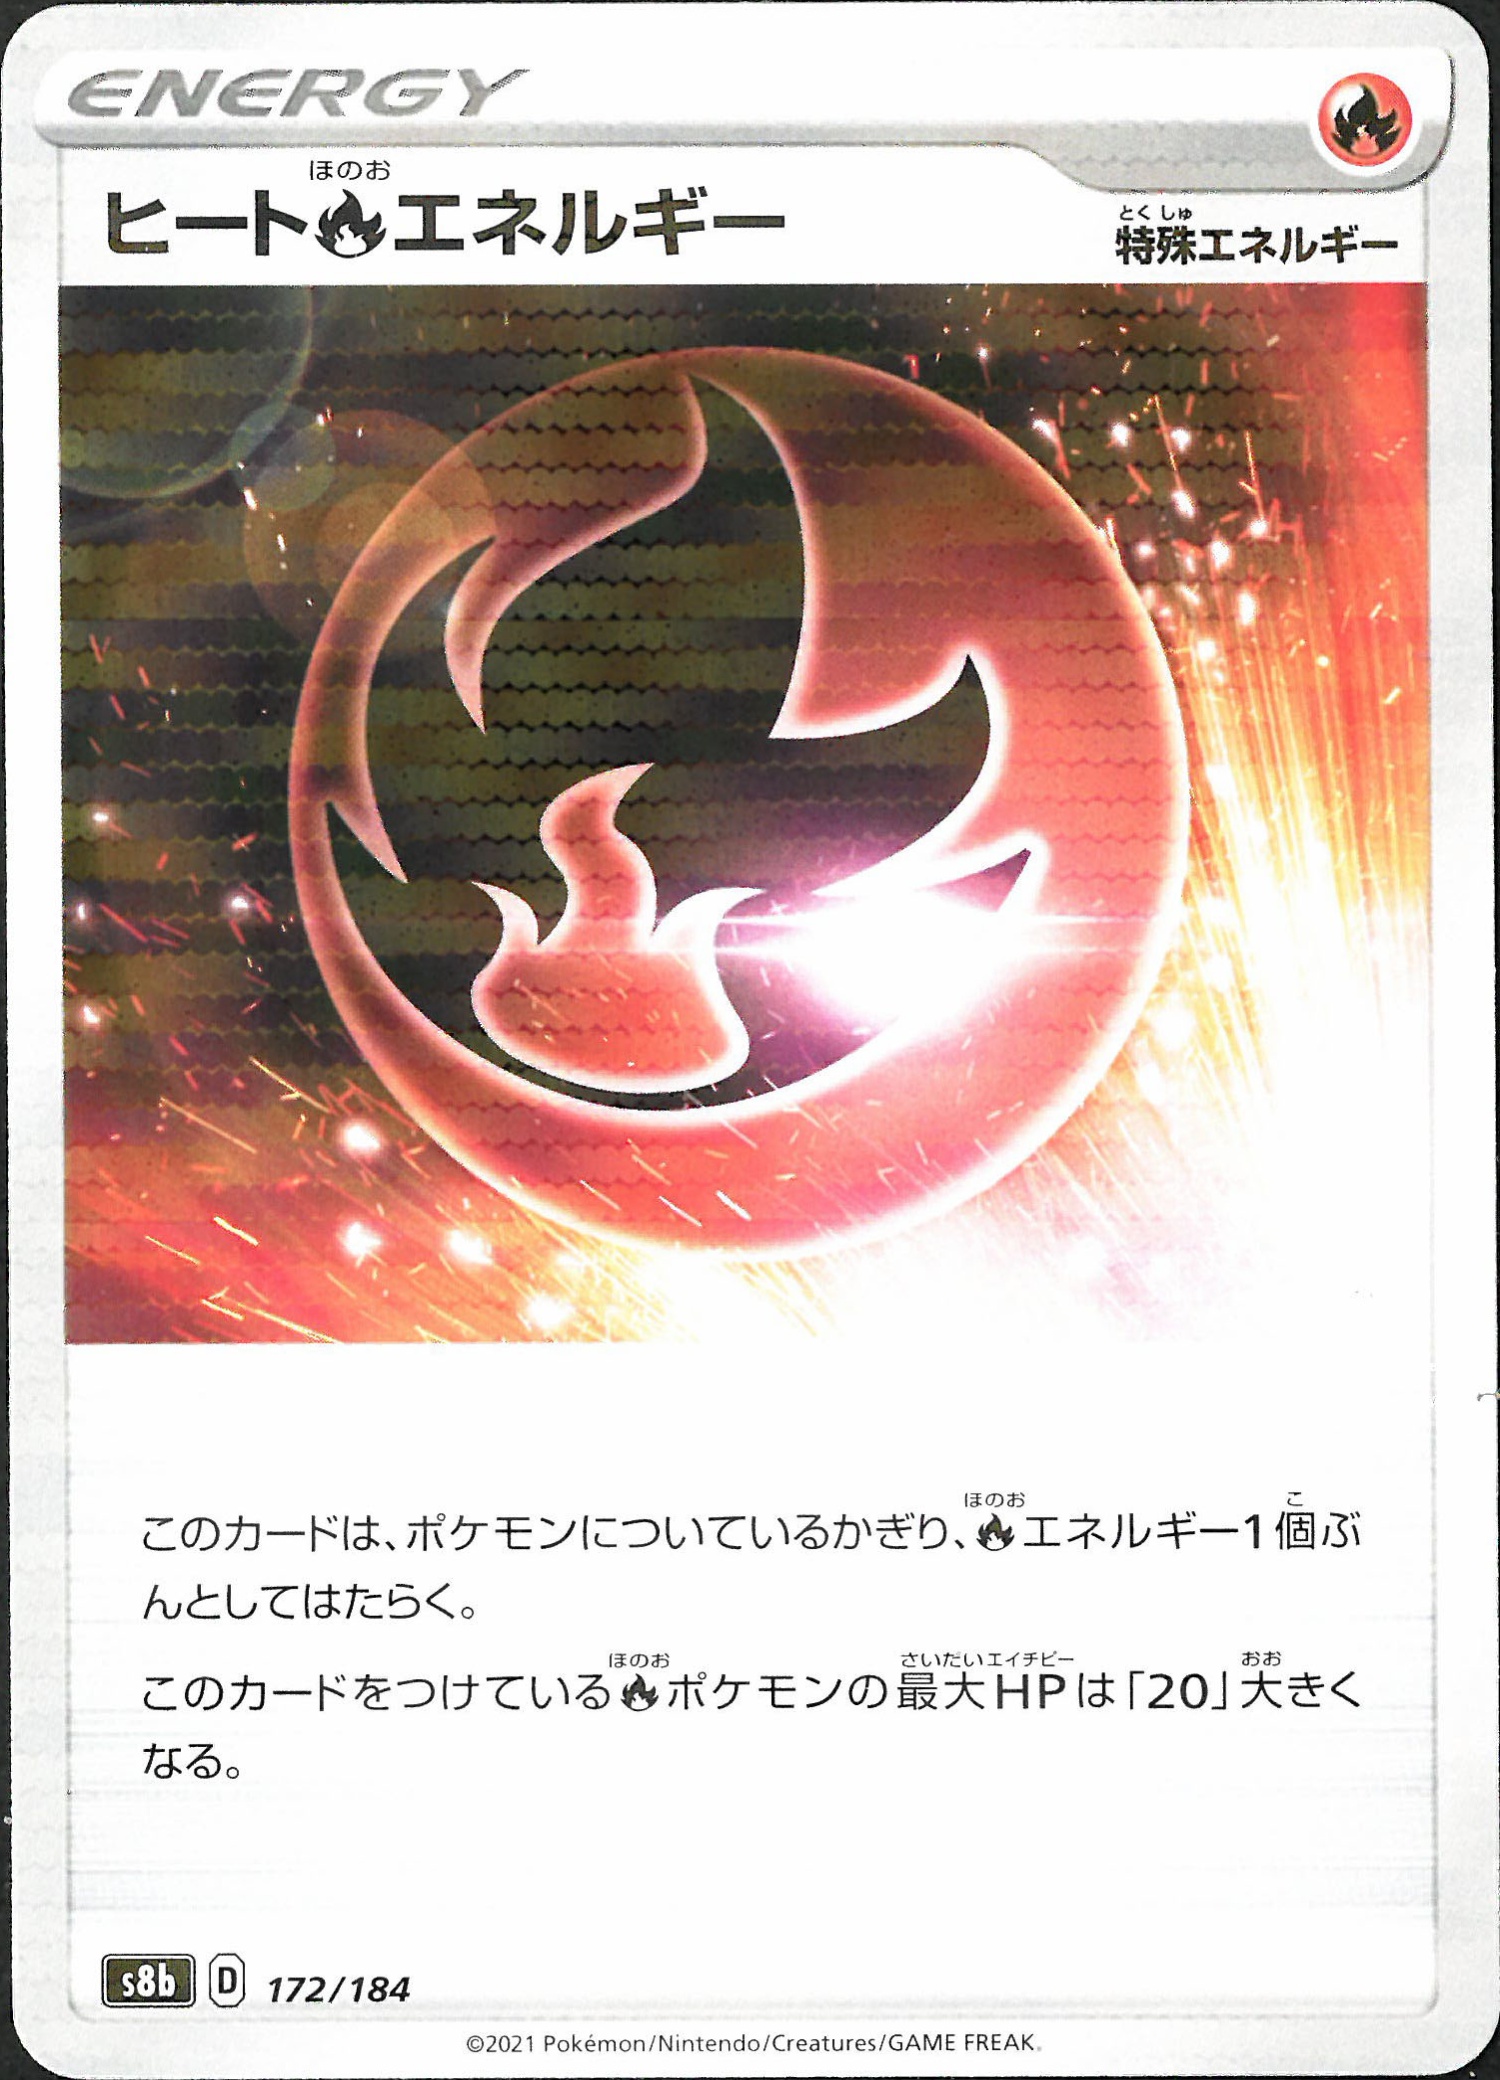 ENERGY
ほのお
ヒートエネルギー
とくしゅ
特殊エネルギー
ほのお こ
このカードは、ポケモンについているかぎり、エネルギー1個ぶ
んとしてはたらく。
ほのお さいだいエイチピー おお
このカードをつけているポケモンの最大HPは「20」大きく
なる。
s8b D 172/184
©2021 Pokémon/Nintendo/Creatures/GAME FREAK.